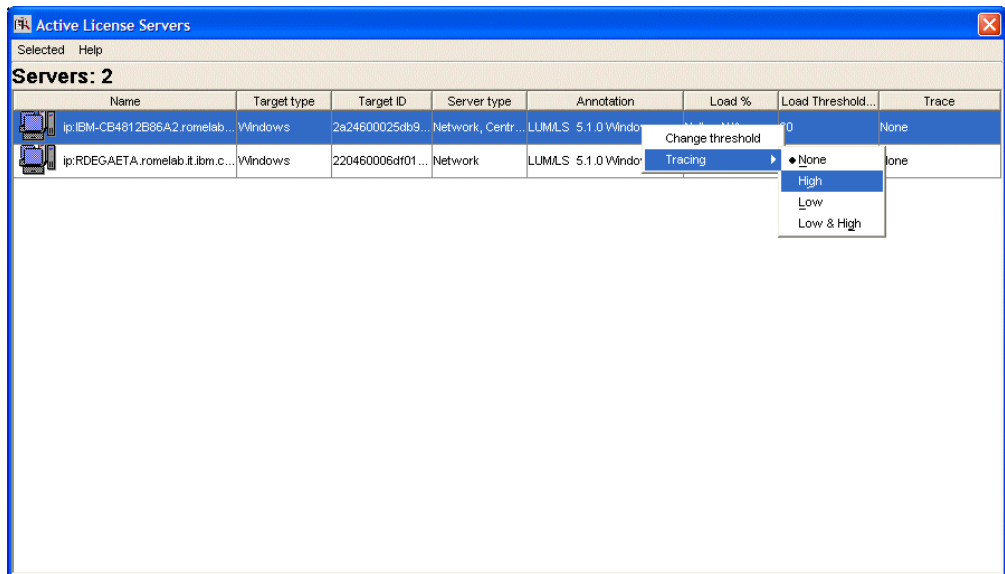 Active License Servers
Selected Help
Servers: 2
Name Target type Target ID Server type Annotation Load % Load Threshold... Trace
ip:IBM-CB4812B86A2.romelab... Windows 2a24600025db9... Network, Centr... LUM/LS 5.1.0 None
ip:RDEGAETA.romelab.it.ibm.c... Windows 220460006df01... Network LUM/LS 5.1.0
Change threshold
Tracing
None
High
Low
Low & High